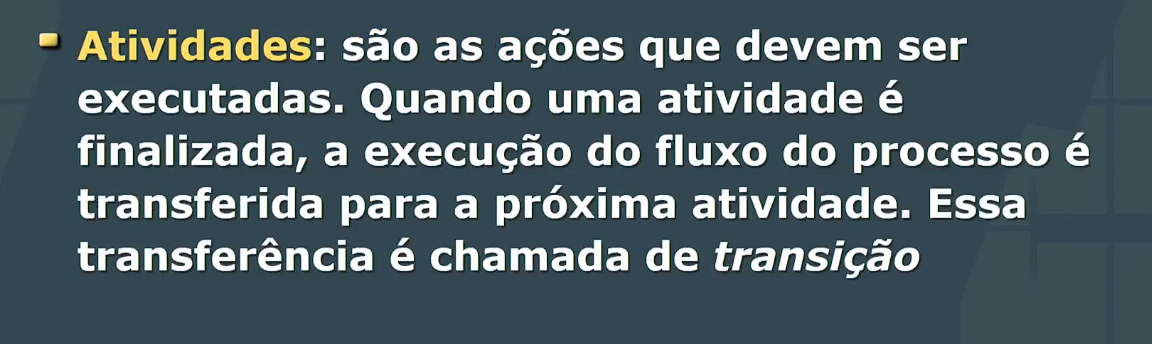 Atividades: são as ações que devem ser
executadas. Quando uma atividade é
finalizada, a execução do fluxo do processo é
transferida para a próxima atividade. Essa
transferência é chamada de transição